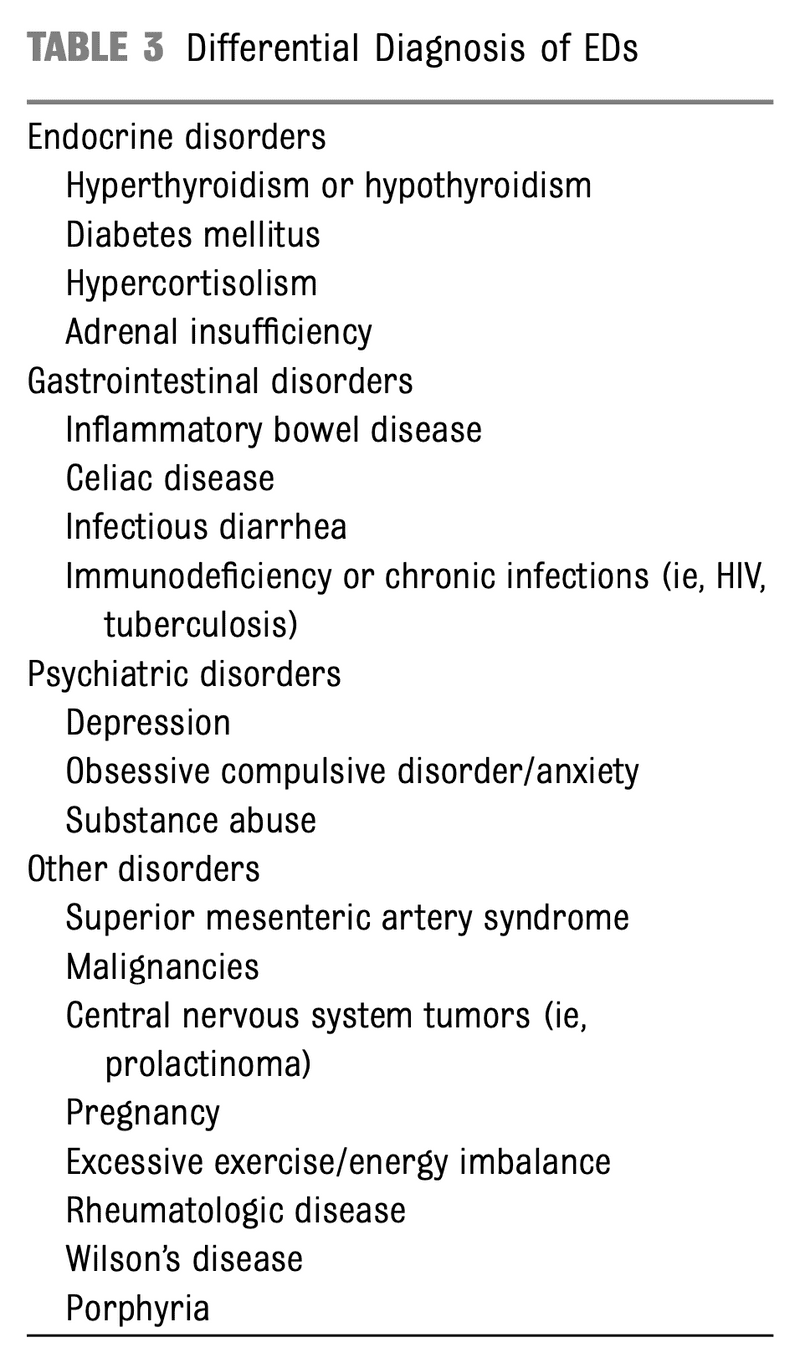 TABLE 3 Differential Diagnosis of EDs
Endocrine disorders
Hyperthyroidism or hypothyroidism
Diabetes mellitus
Hypercortisolism
Adrenal insufficiency
Gastrointestinal disorders
Inflammatory bowel disease
Celiac disease
Infectious diarrhea
Immunodeficiency or chronic infections (ie, HIV,
tuberculosis)
Psychiatric disorders
Depression
Obsessive compulsive disorder/anxiety
Substance abuse
Other disorders
Superior mesenteric artery syndrome
Malignancies
Central nervous system tumors (ie,
prolactinoma)
Pregnancy
Excessive exercise/energy imbalance
Rheumatologic disease
Wilson’s disease
Porphyria